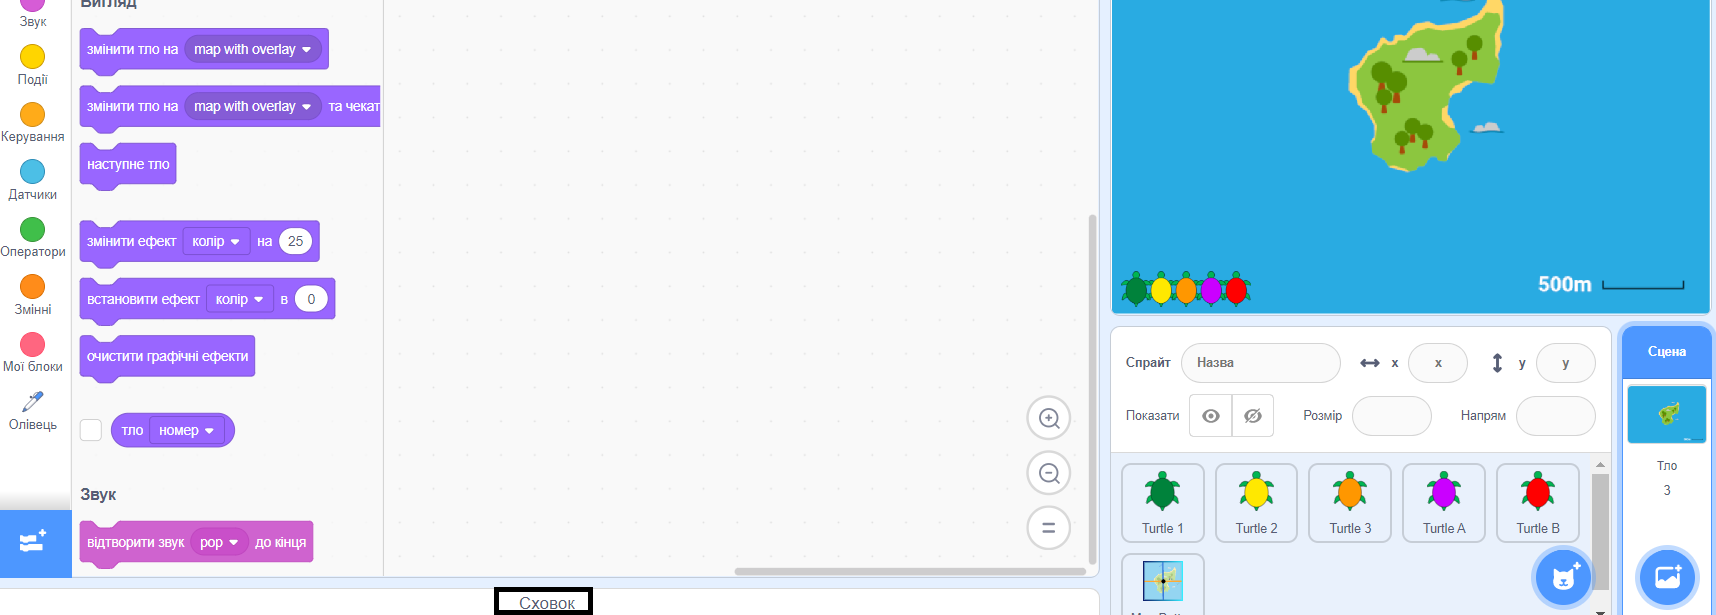 Вигляд
Звук
змінити тло на map with overlay
Події
змінити тло на map with overlay та чекат
Керування
наступне тло
Датчики
змінити ефект колір на 25
Оператори
встановити ефект колір в 0
Змінні
очистити графічні ефекти
Мої блоки
тло номер
Олівець
Звук
відтворити звук pop до кінця
Сховок
500m
Спрайт Назва x x y y
Показати Розмір Напрям
Turtle 1 Turtle 2 Turtle 3 Turtle A Turtle B
Сцена
Тло
3